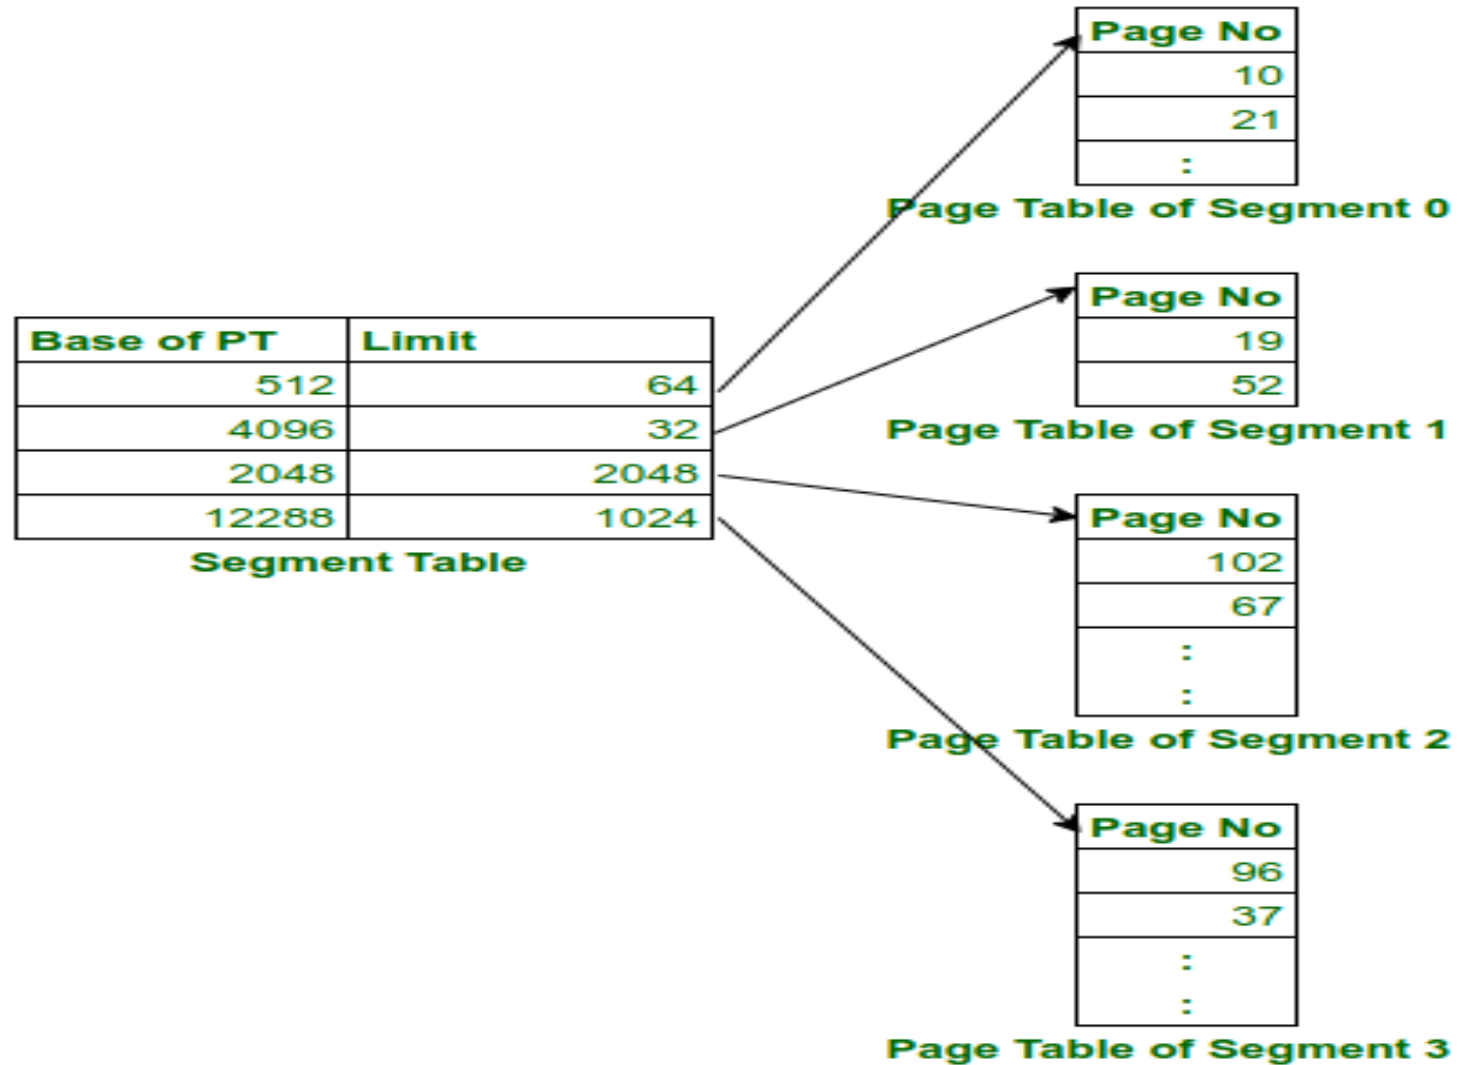 Page No
10
21
:
Page Table of Segment 0
Page No
19
52
Page Table of Segment 1
Base of PT Limit
512 64
4096 32
2048 2048
12288 1024
Segment Table
Page No
102
67
:
:
Page Table of Segment 2
Page No
96
37
:
:
Page Table of Segment 3